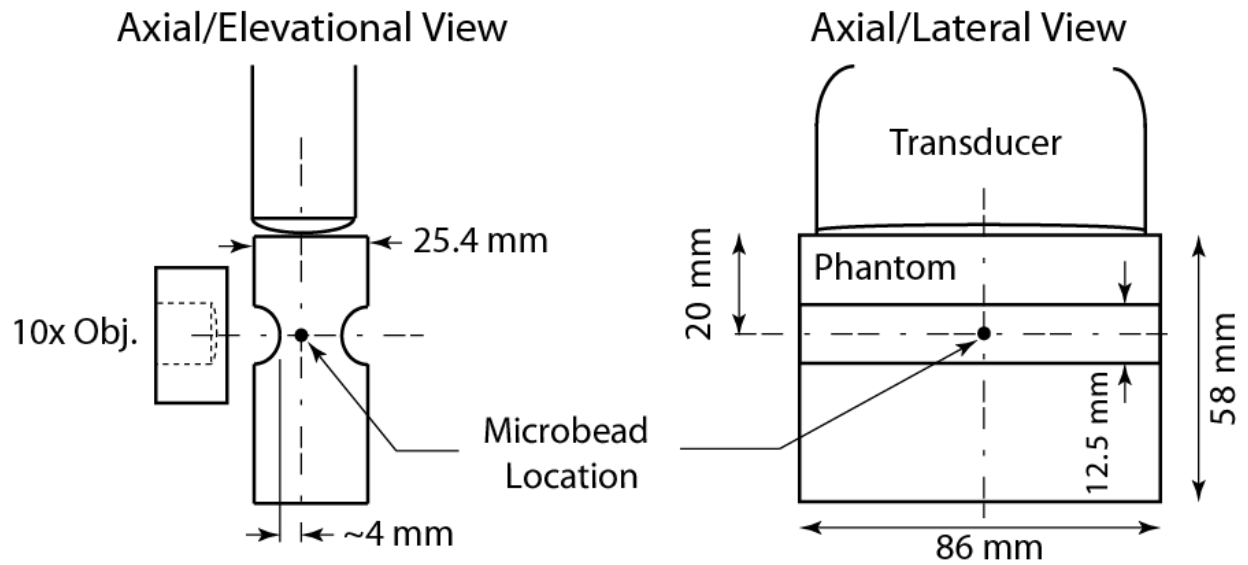 Axial/Elevational View
Axial/Lateral View
Transducer
25.4 mm
Phantom
20 mm
10x Obj.
58 mm
12.5 mm
Microbead
Location
~4 mm
86 mm